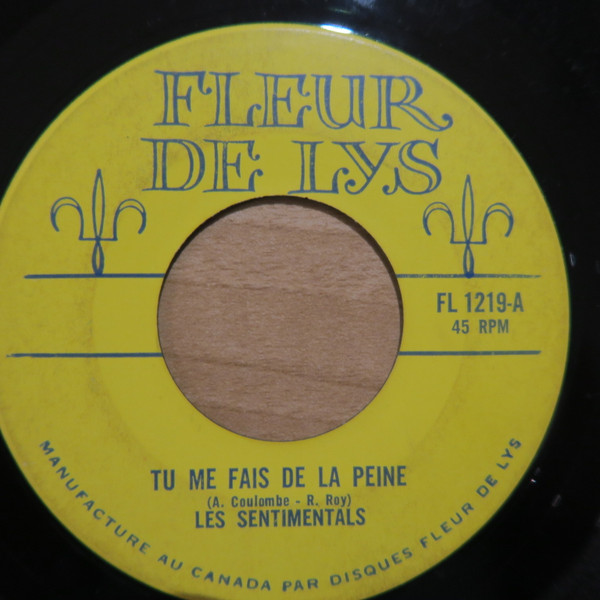 FLEUR
DE LYS
FL 1219-A
45 RPM
TU ME FAIS DE LA PEINE
(A. Coulombe - R. Roy)
LES SENTIMENTALS
MANUFACTURE AU CANADA PAR DISQUES FLEUR DE LYS